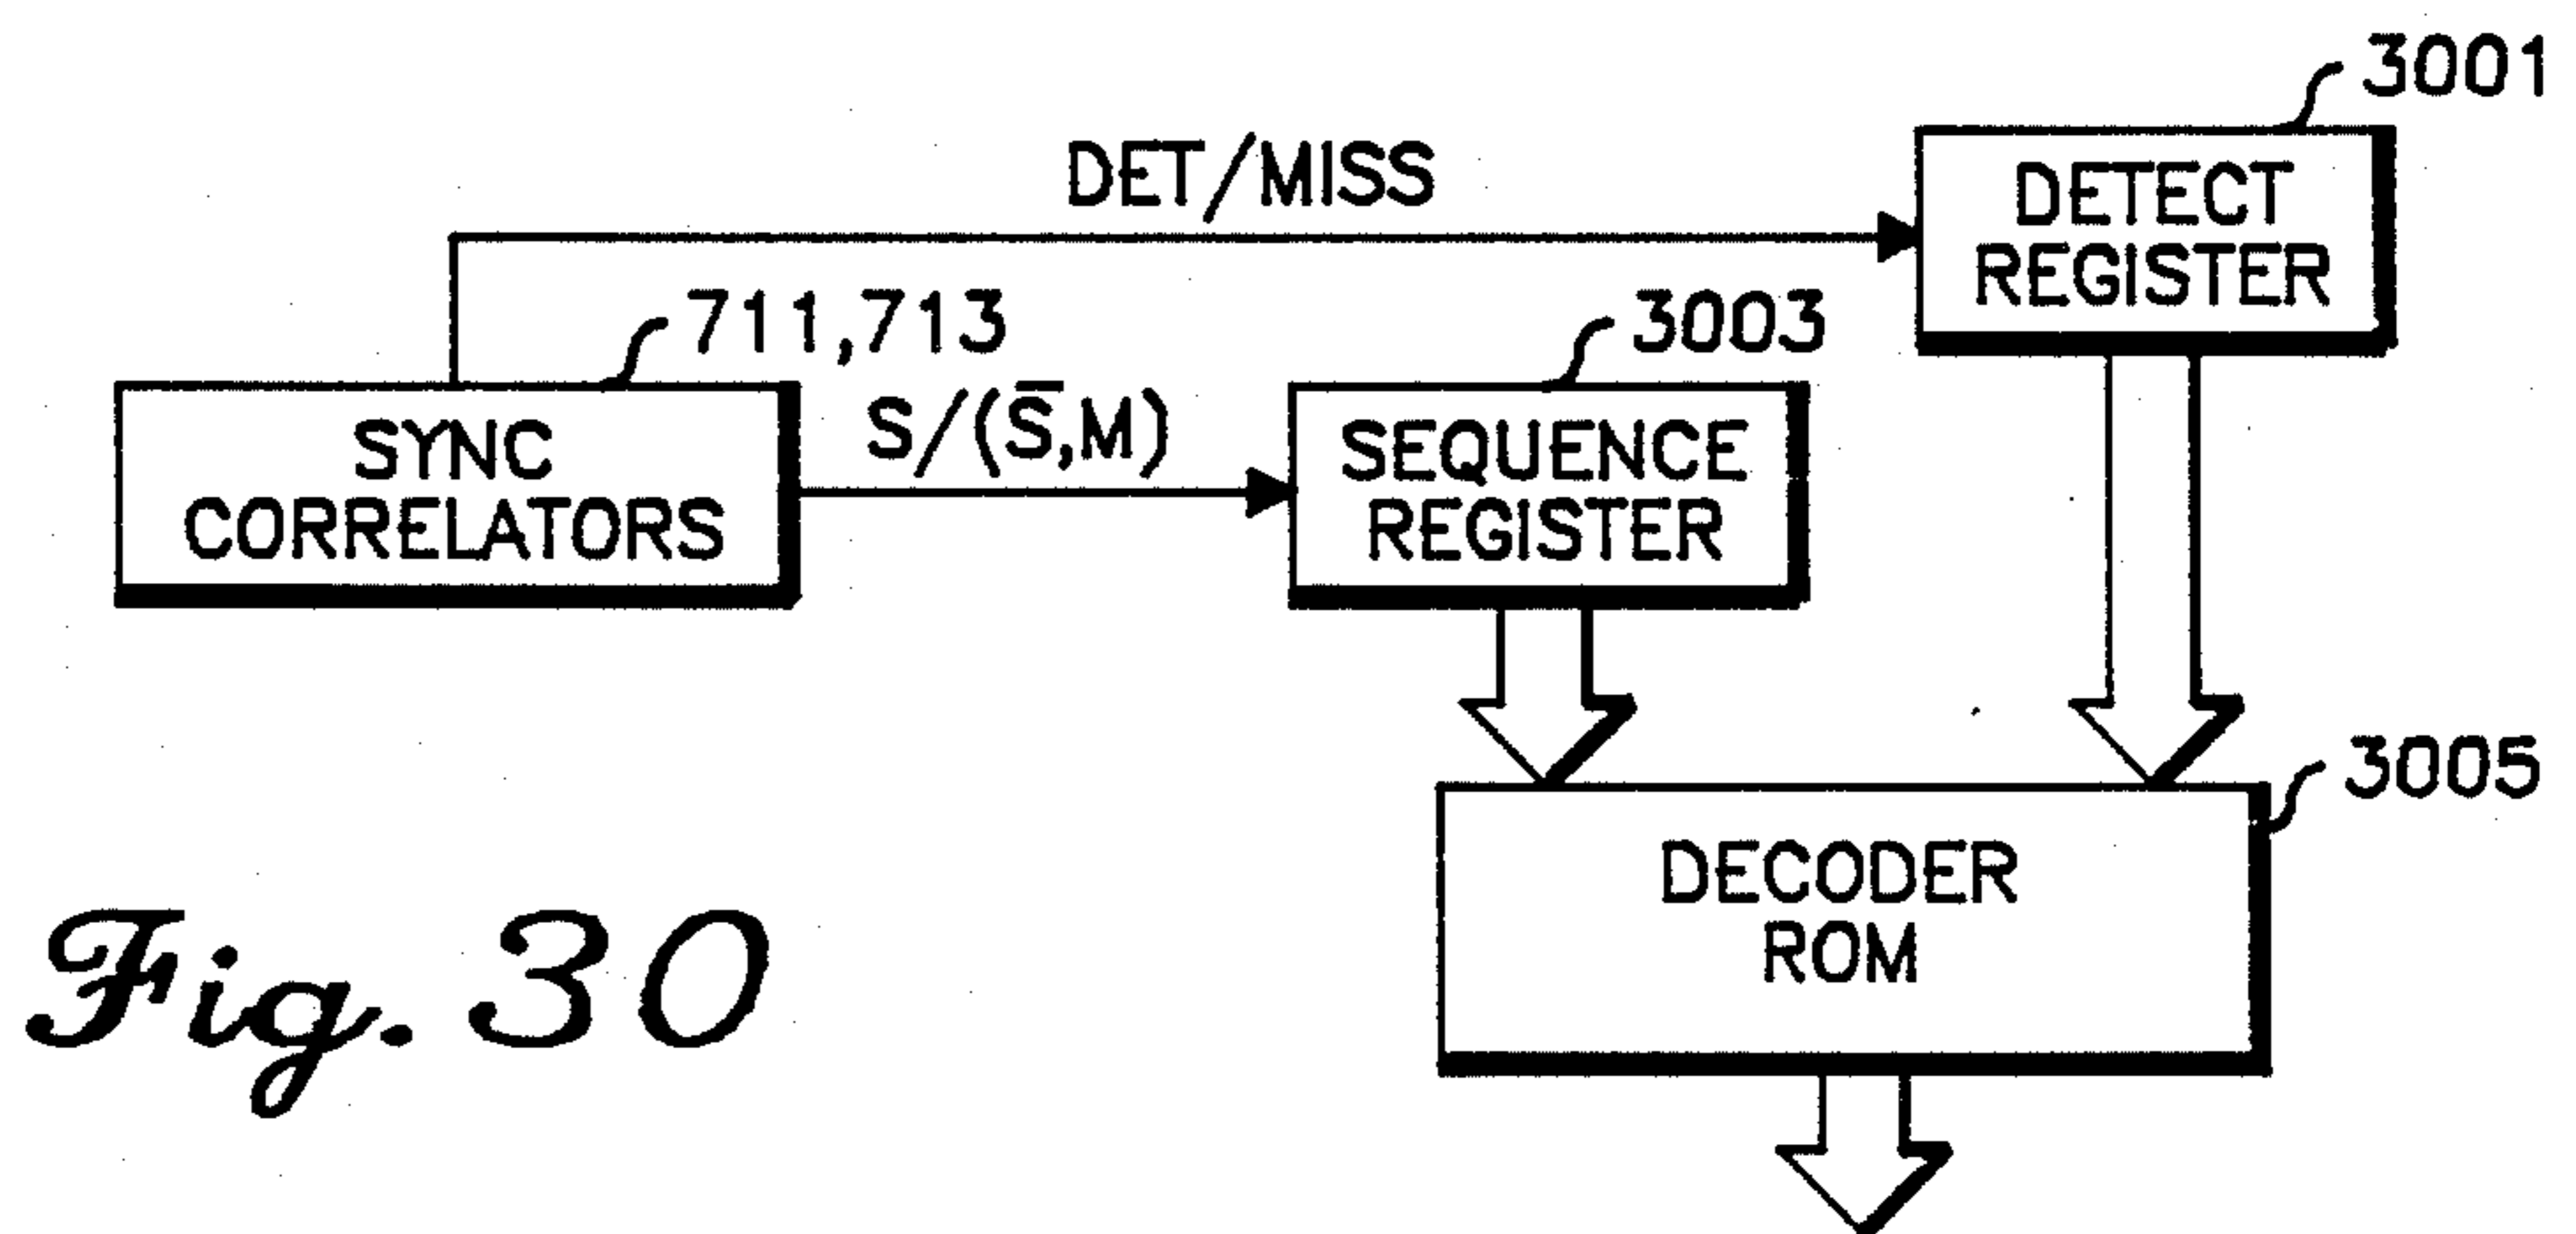 3001
DET/MISS
DETECT
REGISTER
711,713
3003
S/(S̅,M)
SYNC
CORRELATORS
SEQUENCE
REGISTER
3005
DECODER
ROM
Fig. 30